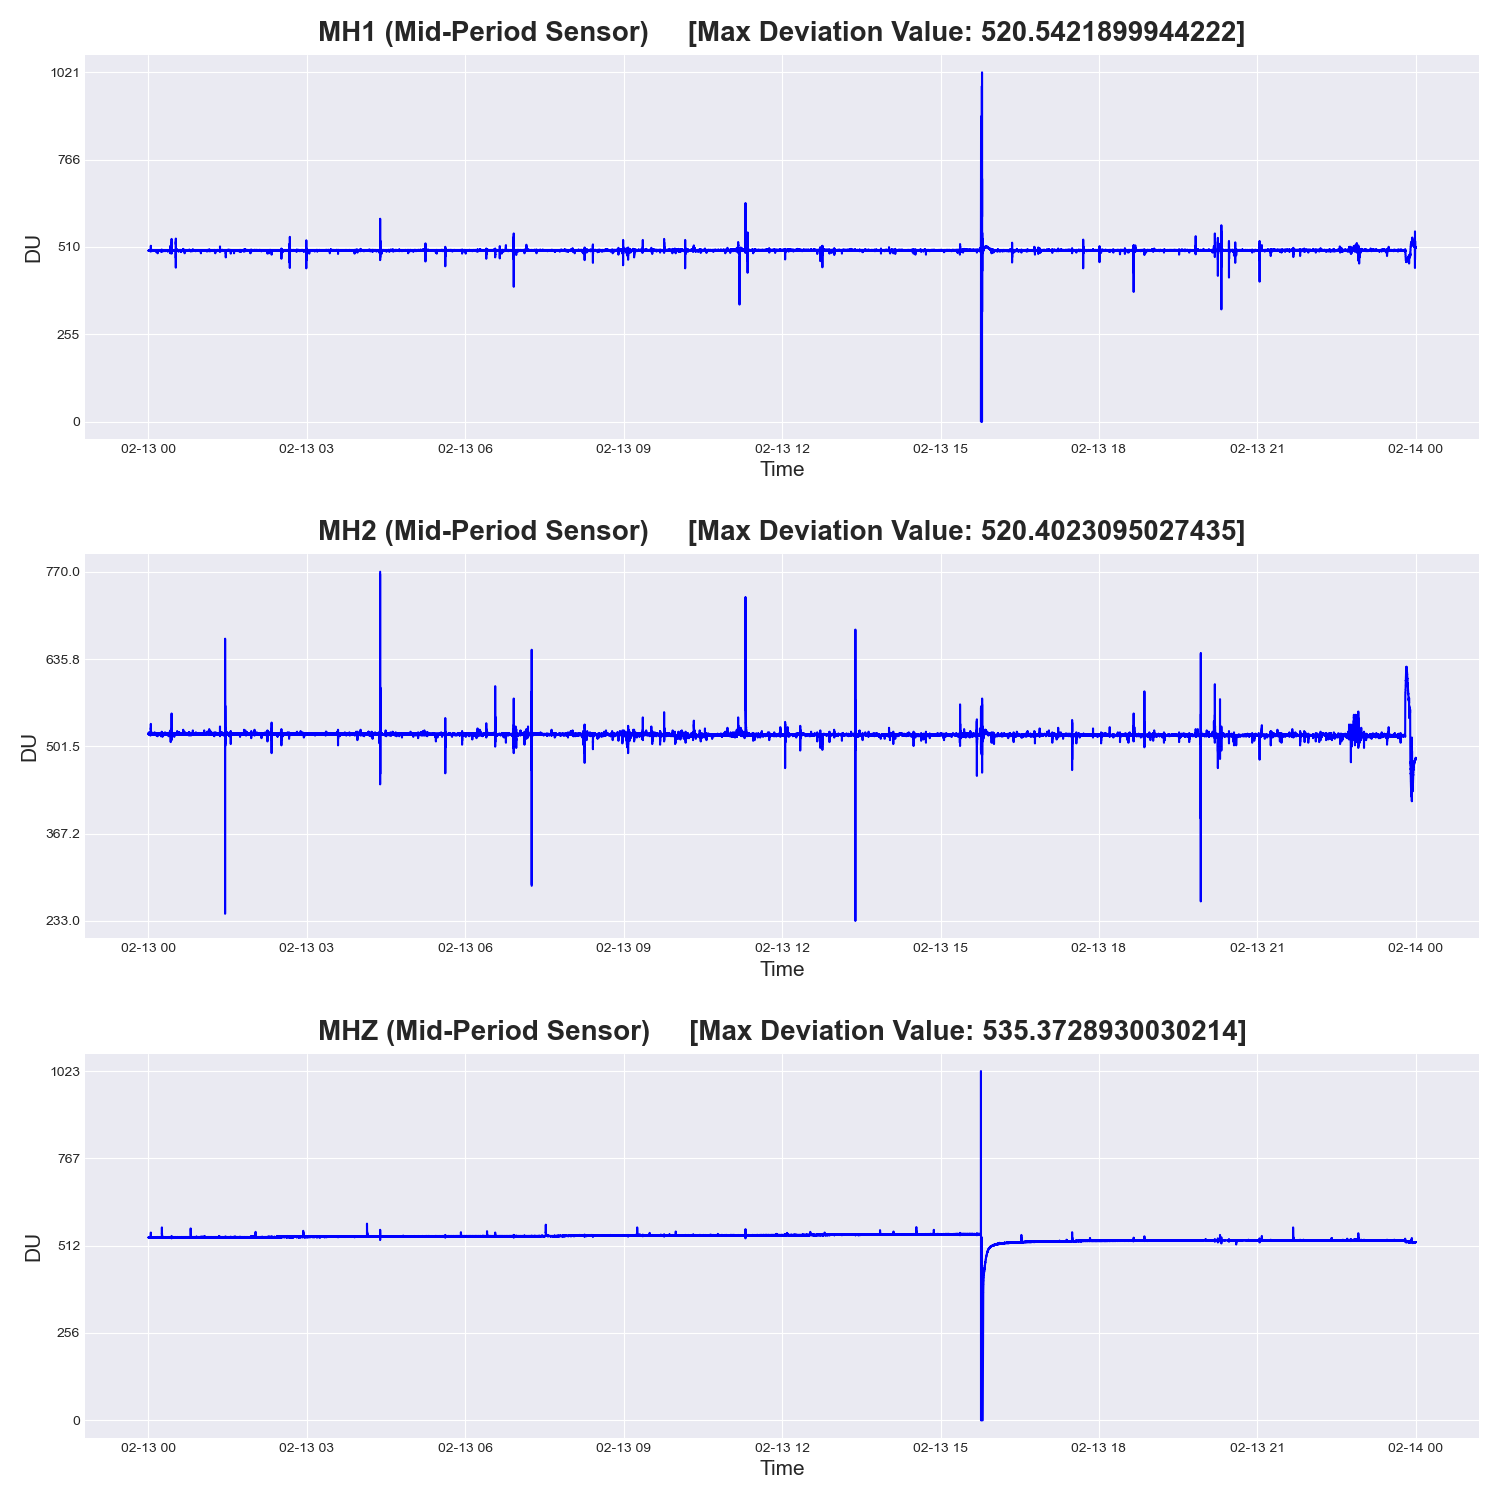 MH1 (Mid-Period Sensor) [Max Deviation Value: 520.5421899944222]
1021
766
510
255
0
DU
02-13 00 02-13 03 02-13 06 02-13 09 02-13 12 02-13 15 02-13 18 02-13 21 02-14 00
Time
MH2 (Mid-Period Sensor) [Max Deviation Value: 520.4023095027435]
770.0
635.8
501.5
367.2
233.0
DU
02-13 00 02-13 03 02-13 06 02-13 09 02-13 12 02-13 15 02-13 18 02-13 21 02-14 00
Time
MHZ (Mid-Period Sensor) [Max Deviation Value: 535.3728930030214]
1023
767
512
256
0
DU
02-13 00 02-13 03 02-13 06 02-13 09 02-13 12 02-13 15 02-13 18 02-13 21 02-14 00
Time